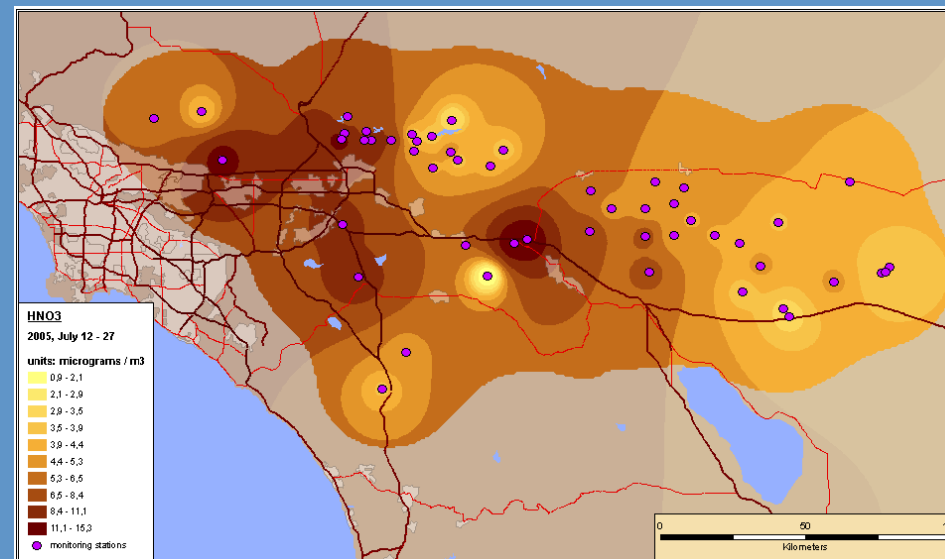 HNO3
2005, July 12 - 27
units: micrograms / m3
0,9 - 2,1
2,1 - 2,9
2,9 - 3,5
3,5 - 3,9
3,9 - 4,4
4,4 - 5,3
5,3 - 6,5
6,5 - 8,4
8,4 - 11,1
11,1 - 15,3
monitoring stations
0 50
Kilometers